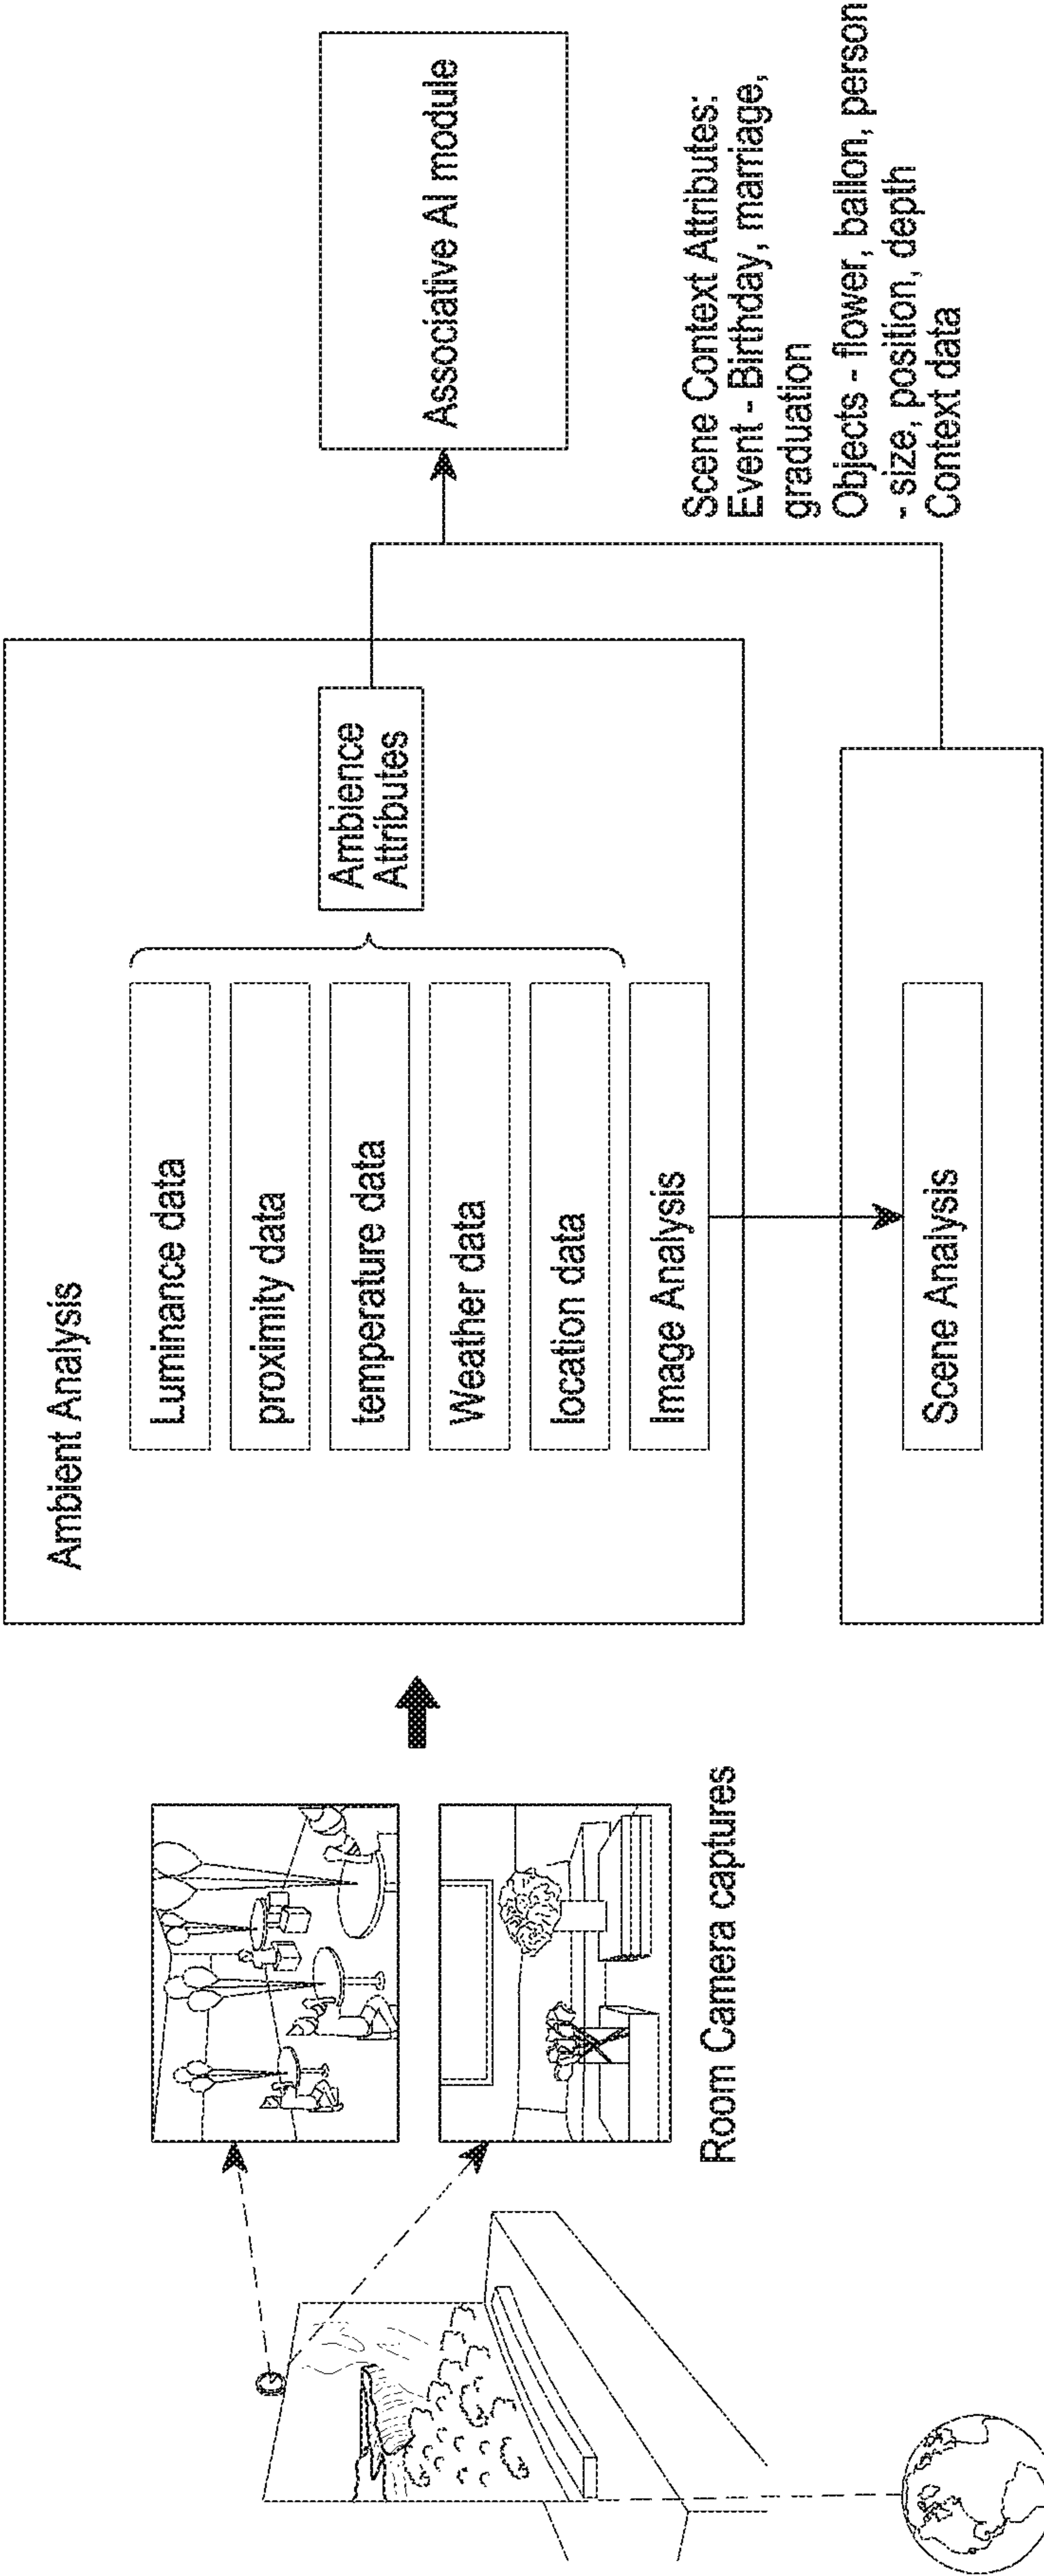 Room Camera captures
Ambient Analysis
Luminance data
proximity data
temperature data
Weather data
location data
Image Analysis
Ambience
Attributes
Scene Analysis
Associative AI module
Scene Context Attributes:
Event - Birthday, marriage,
graduation
Objects - flower, ballon, person
- size, position, depth
Context data